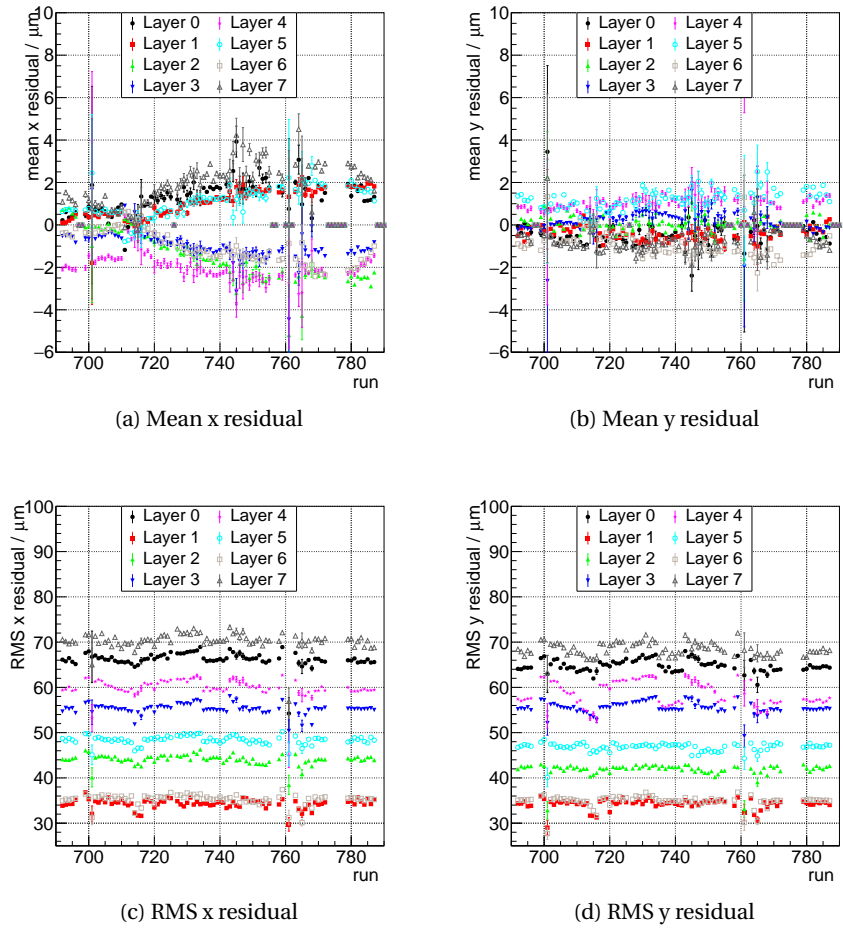 mean x residual / μm
10
8
6
4
2
0
−2
−4
−6
Layer 0 Layer 4
Layer 1 Layer 5
Layer 2 Layer 6
Layer 3 Layer 7
700 720 740 760 780
run
(a) Mean x residual
mean y residual / μm
10
8
6
4
2
0
−2
−4
−6
Layer 0 Layer 4
Layer 1 Layer 5
Layer 2 Layer 6
Layer 3 Layer 7
700 720 740 760 780
run
(b) Mean y residual
RMS x residual / μm
100
90
80
70
60
50
40
30
Layer 0 Layer 4
Layer 1 Layer 5
Layer 2 Layer 6
Layer 3 Layer 7
700 720 740 760 780
run
(c) RMS x residual
RMS y residual / μm
100
90
80
70
60
50
40
30
Layer 0 Layer 4
Layer 1 Layer 5
Layer 2 Layer 6
Layer 3 Layer 7
700 720 740 760 780
run
(d) RMS y residual